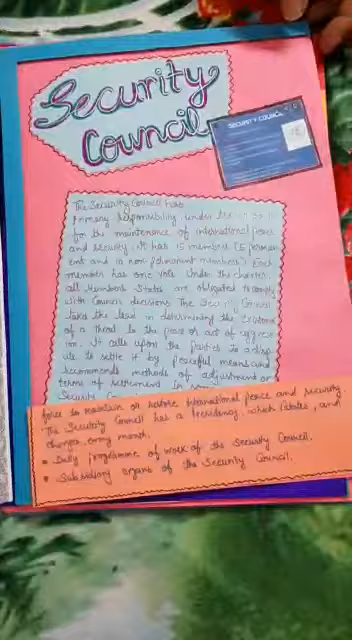 Security
Council
SECURITY COUNCIL
The Security Council has
primary responsibility under the
for the maintenance of international peace
and security. It has 15 members (5 perman
ent and 10 non-permanent members). Each
member has one vote. Under the charter,
all Members States are obligated to comply
with Council decisions. The Security Council
take the lead in determining the
of a threat to the peace or act of aggress
ion. It calls upon the parties to a disp
ute to settle it by peaceful means and
recommends methods of adjustment or
terms of settlement in
Security
force to maintain or restore international peace and security.
The Security Council has a Presidency, which rotates, and
changes, every month.
• Daily programme of work of the Security Council.
• Subsidiary organs of the Security Council.